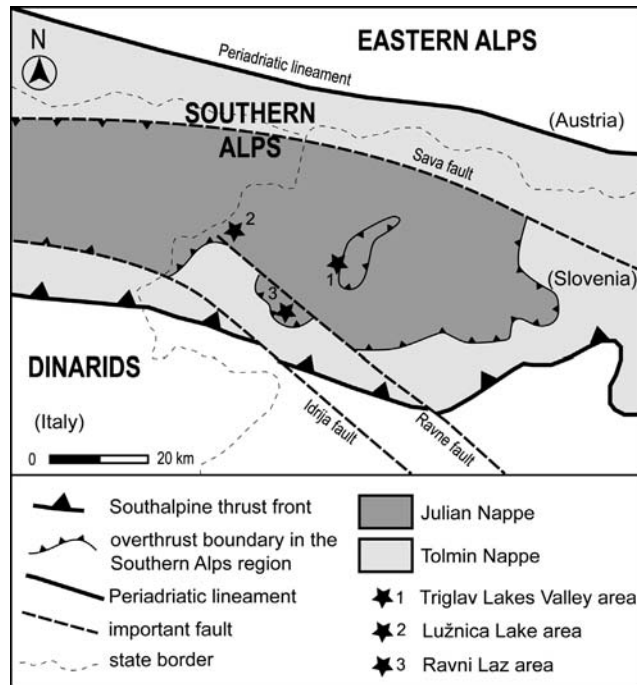 EASTERN ALPS
N
Periadriatic lineament
SOUTHERN
ALPS
(Austria)
Sava fault
2
1
(Slovenia)
3
DINARIDS
(Italy)
Idrija fault
Ravne fault
0 20 km
Southalpine thrust front
overthrust boundary in the
Southern Alps region
Periadriatic lineament
important fault
state border
Julian Nappe
Tolmin Nappe
1 Triglav Lakes Valley area
2 Lužnica Lake area
3 Ravni Laz area